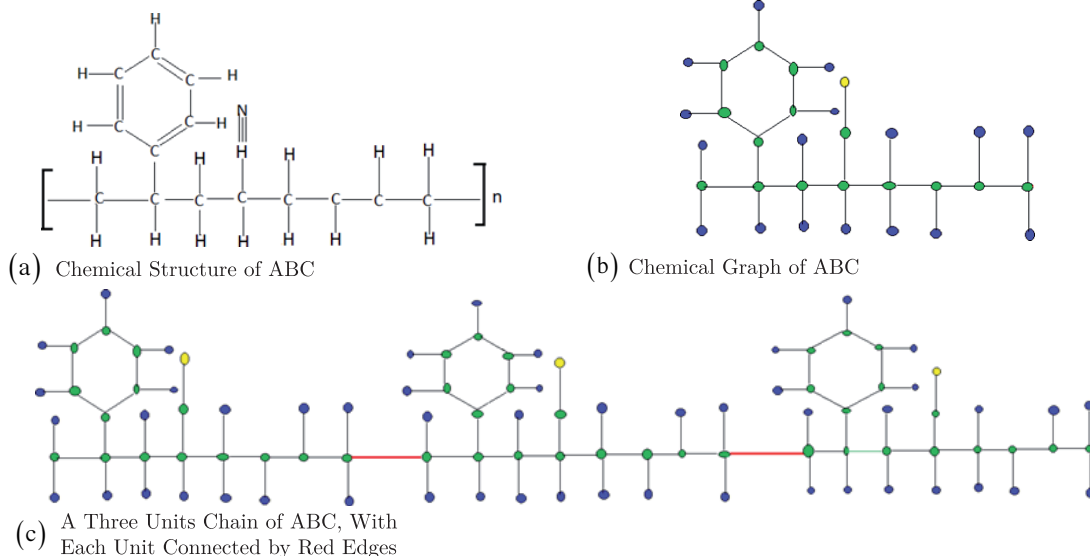 H
C
H C C H
N
H C C H
H C H H H H H
[ C C C C C C C C ] n
H H H H H H H
(a) Chemical Structure of ABC
(b) Chemical Graph of ABC
(c) A Three Units Chain of ABC, With
Each Unit Connected by Red Edges